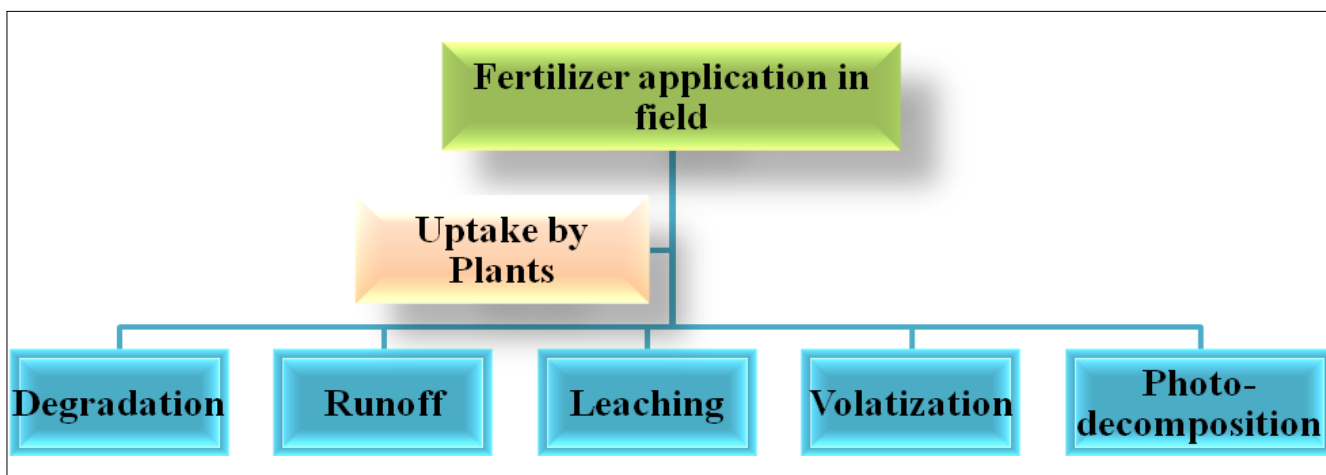 Fertilizer application in
field
Uptake by
Plants
Degradation
Runoff
Leaching
Volatization
Photo-
decomposition